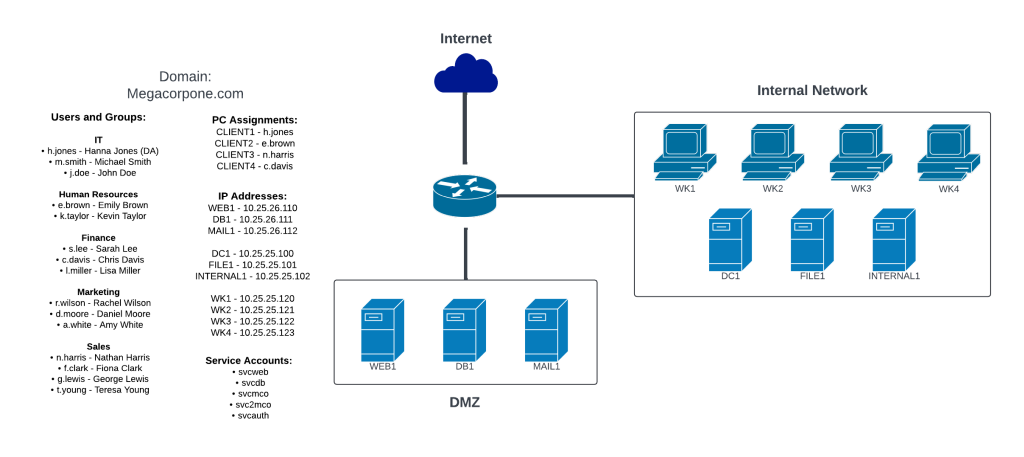 Internet
Domain:
Megacorpone.com
Users and Groups:
IT
• h.jones - Hanna Jones (DA)
• m.smith - Michael Smith
• j.doe - John Doe
Human Resources
• e.brown - Emily Brown
• k.taylor - Kevin Taylor
Finance
• s.lee - Sarah Lee
• c.davis - Chris Davis
• l.miller - Lisa Miller
Marketing
• r.wilson - Rachel Wilson
• d.moore - Daniel Moore
• a.white - Amy White
Sales
• n.harris - Nathan Harris
• f.clark - Fiona Clark
• g.lewis - George Lewis
• t.young - Teresa Young
PC Assignments:
CLIENT1 - h.jones
CLIENT2 - e.brown
CLIENT3 - n.harris
CLIENT4 - c.davis
IP Addresses:
WEB1 - 10.25.26.110
DB1 - 10.25.26.111
MAIL1 - 10.25.26.112
DC1 - 10.25.25.100
FILE1 - 10.25.25.101
INTERNAL1 - 10.25.25.102
WK1 - 10.25.25.120
WK2 - 10.25.25.121
WK3 - 10.25.25.122
WK4 - 10.25.25.123
Service Accounts:
• svcweb
• svcdb
• svcmco
• svc2mco
• svcauth
Internal Network
WK1 WK2 WK3 WK4
DC1 FILE1 INTERNAL1
WEB1 DB1 MAIL1
DMZ